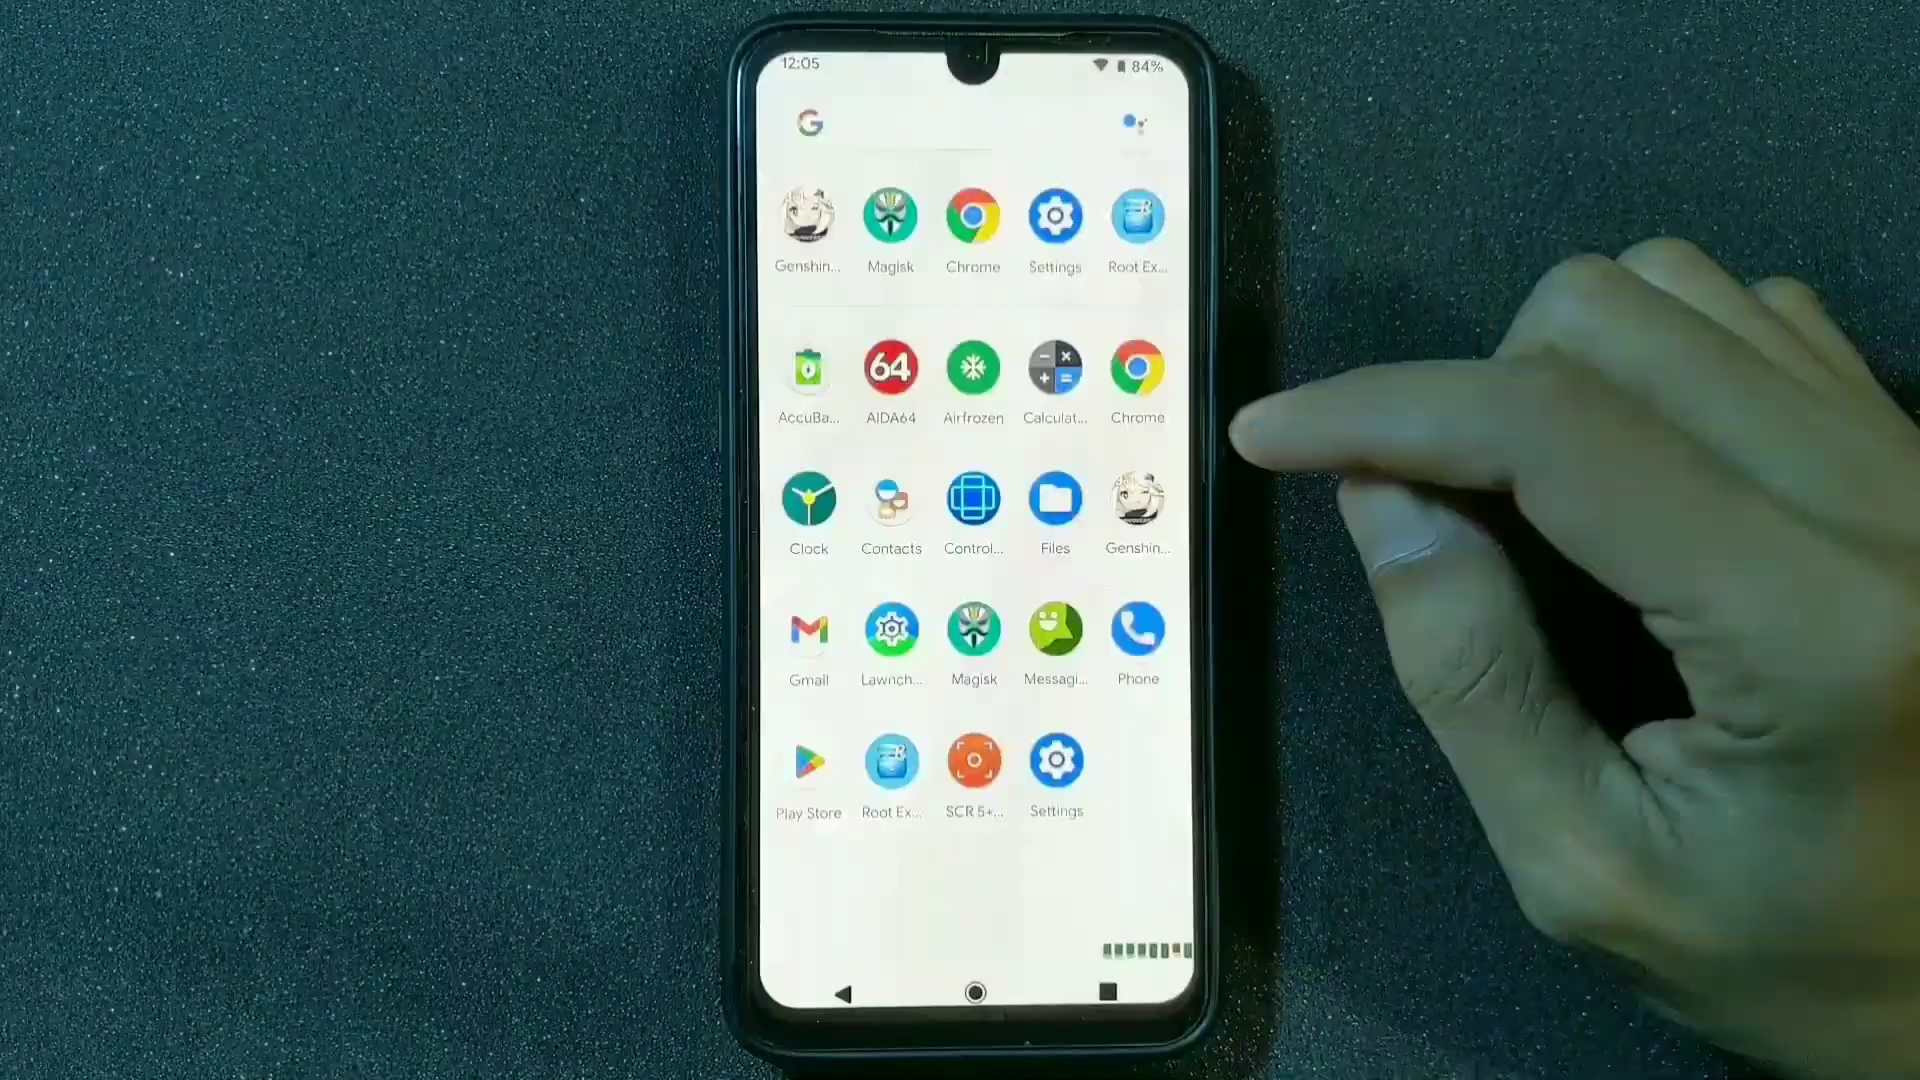 12:05 84%
G
Genshin... Magisk Chrome Settings Root Ex...
64
AccuBa... AIDA64 Airfrozen Calculat... Chrome
Clock Contacts Control... Files Genshin...
Gmail Lawnch... Magisk Messagi... Phone
Play Store Root Ex... SCR 5+... Settings